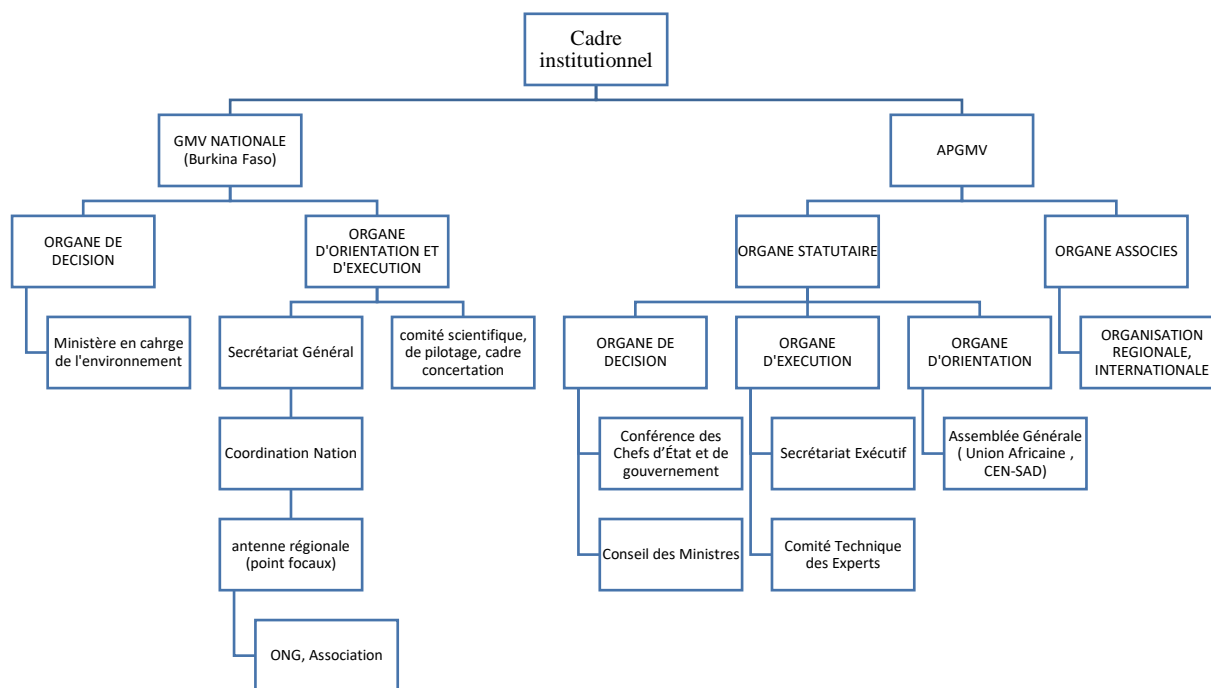 Cadre
institutionnel
GMV NATIONALE
(Burkina Faso)
APGMV
ORGANE DE
DECISION
ORGANE
D'ORIENTATION ET
D'EXECUTION
ORGANE STATUTAIRE
ORGANE ASSOCIES
Ministère en cahrge
de l'environnement
Secrétariat Général
comité scientifique,
de pilotage, cadre
concertation
ORGANE DE
DECISION
ORGANE
D'EXECUTION
ORGANE
D'ORIENTATION
ORGANISATION
REGIONALE,
INTERNATIONALE
Coordination Nation
Conférence des
Chefs d'État et de
gouvernement
Secrétariat Exécutif
Assemblée Générale
( Union Africaine ,
CEN-SAD)
antenne régionale
(point focaux)
Conseil des Ministres
Comité Technique
des Experts
ONG, Association